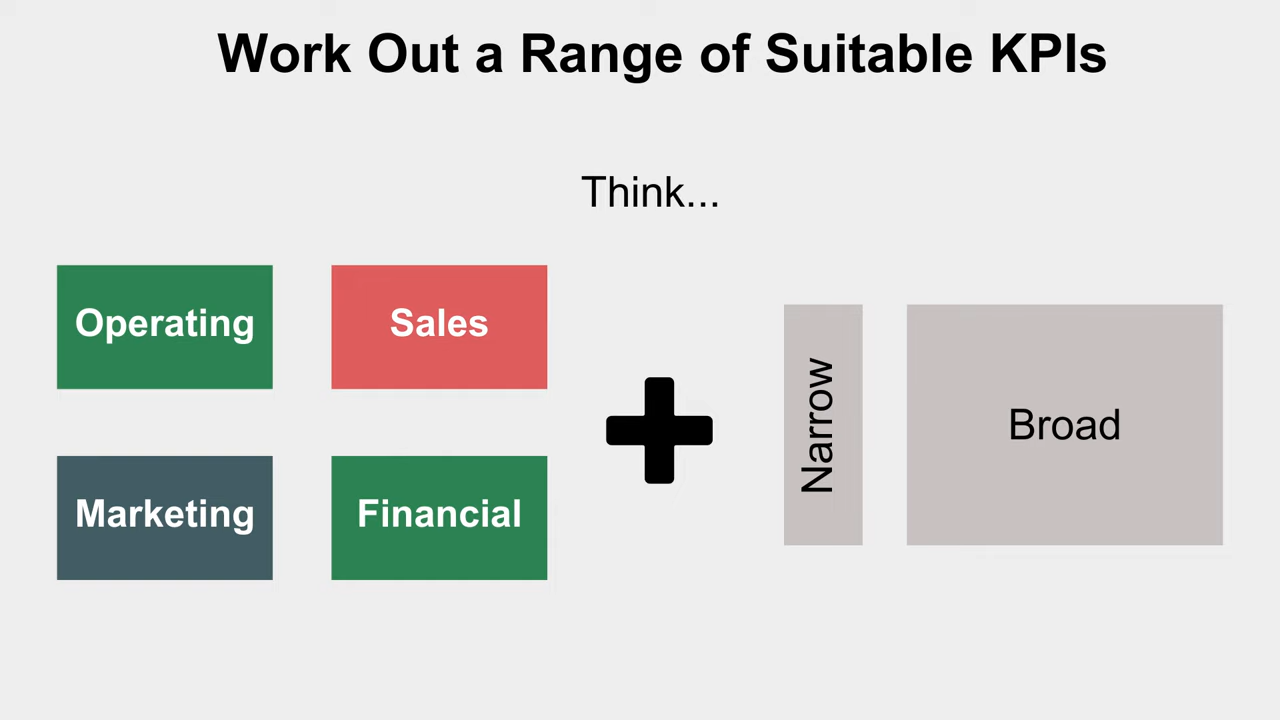 Work Out a Range of Suitable KPIs
Think...
Operating
Sales
Marketing
Financial
Narrow
Broad